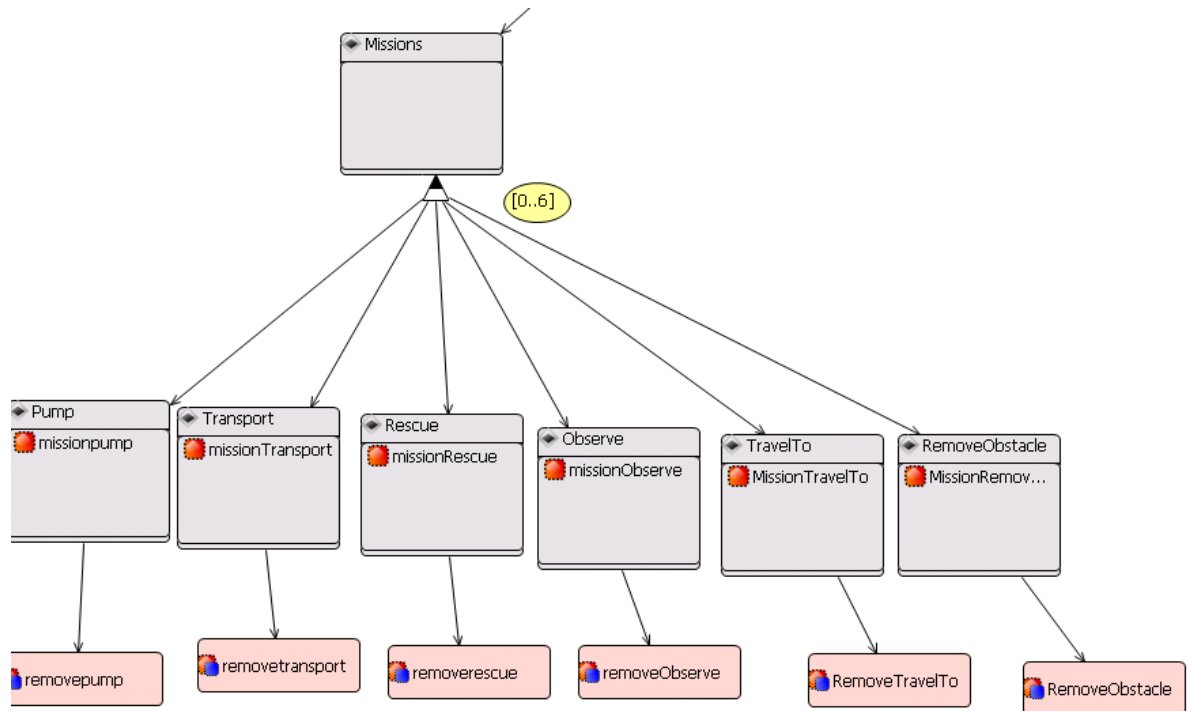 Missions
[0..6]
Pump
missionpump
Transport
missionTransport
Rescue
missionRescue
Observe
missionObserve
TravelTo
MissionTravelTo
RemoveObstacle
MissionRemov...
removepump
removetransport
removerescue
removeObserve
RemoveTravelTo
RemoveObstacle